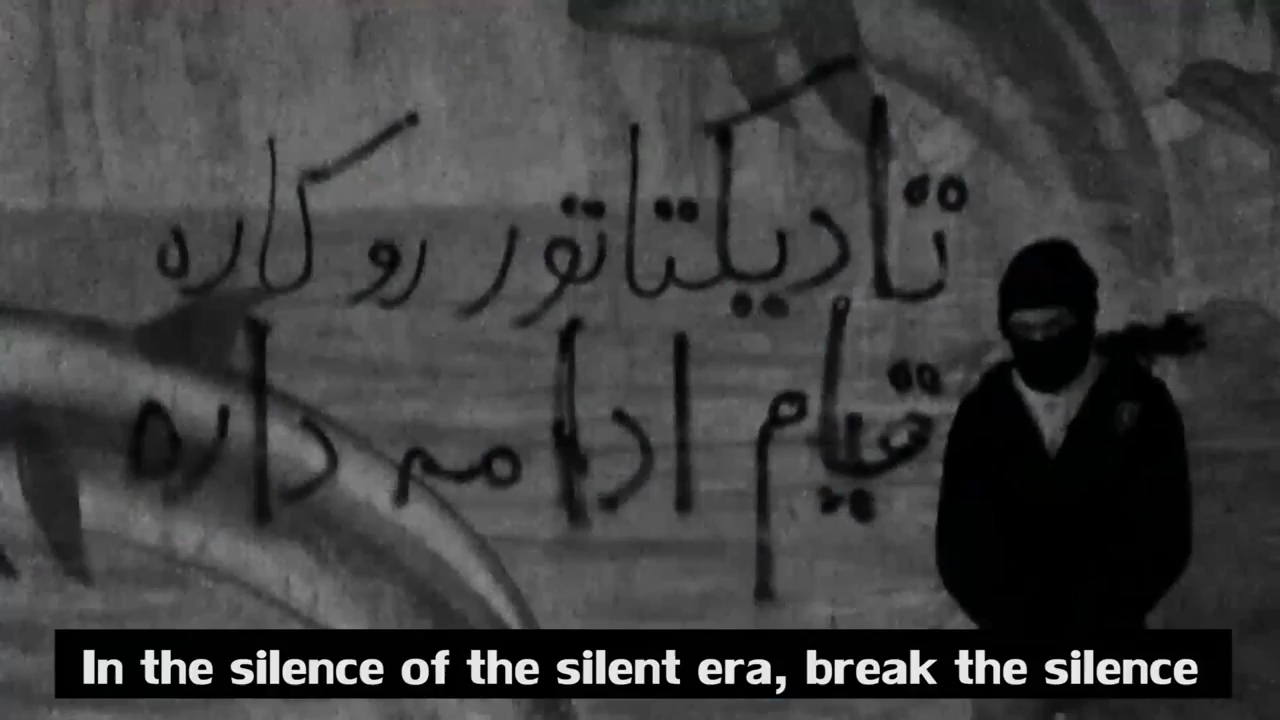 تا دیکتاتور رو کاره
قیام ادامه داره
In the silence of the silent era, break the silence